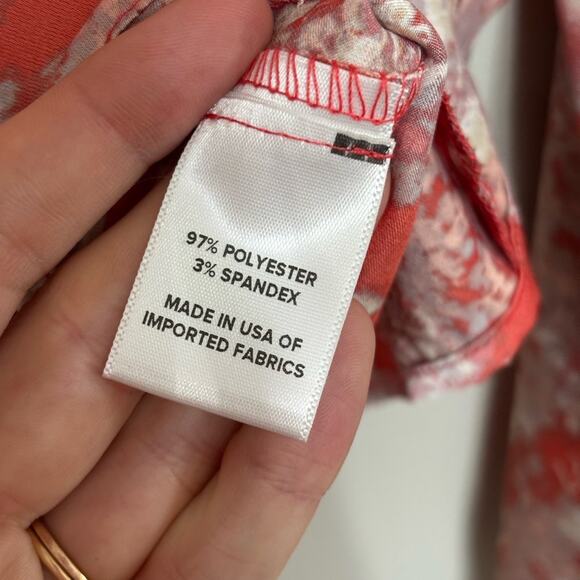 97% POLYESTER
3% SPANDEX
MADE IN USA OF
IMPORTED FABRICS